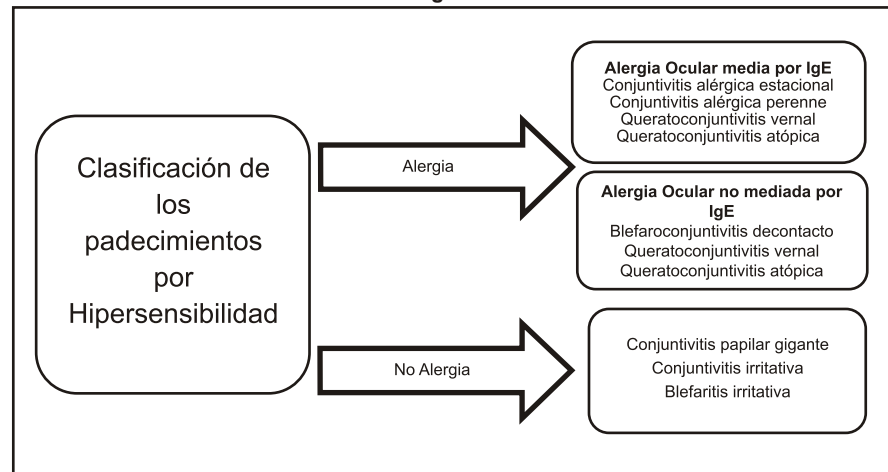 Clasificación de
los
padecimientos
por
Hipersensibilidad
Alergia
Alergia Ocular media por IgE
Conjuntivitis alérgica estacional
Conjuntivitis alérgica perenne
Queratoconjuntivitis vernal
Queratoconjuntivitis atópica
Alergia Ocular no mediada por
IgE
Blefaroconjuntivitis decontacto
Queratoconjuntivitis vernal
Queratoconjuntivitis atópica
No Alergia
Conjuntivitis papilar gigante
Conjuntivitis irritativa
Blefaritis irritativa